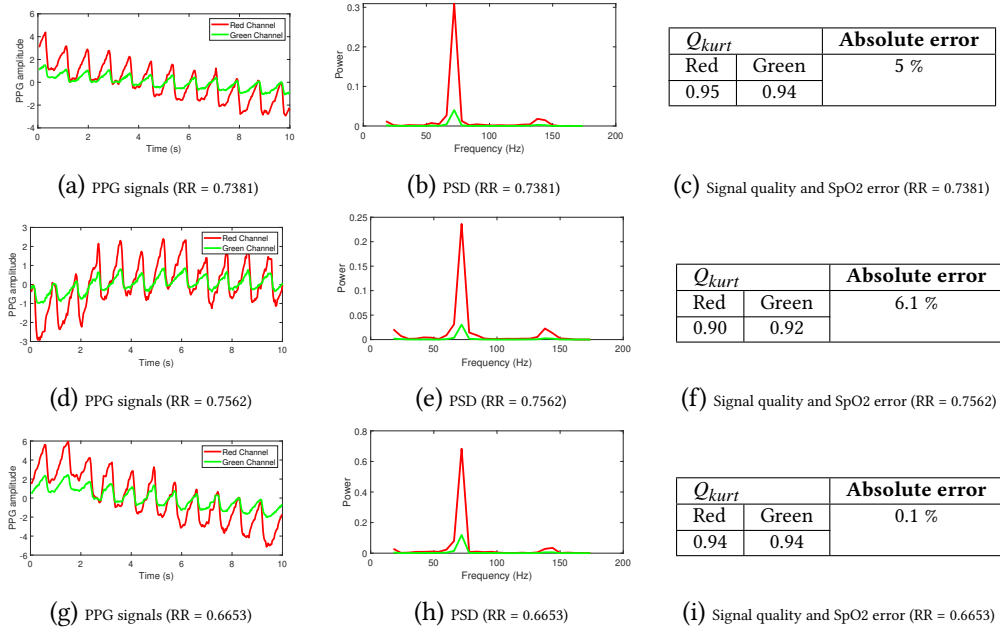 PPG amplitude
6
4
2
0
-2
-4
0
2
4
6
8
10
Time (s)
Red Channel
Green Channel
Power
0.3
0.2
0.1
0
0
50
100
150
200
Frequency (Hz)
Q_kurt Absolute error
Red Green 5 %
0.95 0.94
(a) PPG signals (RR = 0.7381)
(b) PSD (RR = 0.7381)
(c) Signal quality and SpO2 error (RR = 0.7381)
PPG amplitude
3
2
1
0
-1
-2
-3
0
2
4
6
8
10
Time (s)
Red Channel
Green Channel
Power
0.25
0.2
0.15
0.1
0.05
0
0
50
100
150
200
Frequency (Hz)
Q_kurt Absolute error
Red Green 6.1 %
0.90 0.92
(d) PPG signals (RR = 0.7562)
(e) PSD (RR = 0.7562)
(f) Signal quality and SpO2 error (RR = 0.7562)
PPG amplitude
6
4
2
0
-2
-4
-6
0
2
4
6
8
10
Time (s)
Red Channel
Green Channel
Power
0.8
0.6
0.4
0.2
0
0
50
100
150
200
Frequency (Hz)
Q_kurt Absolute error
Red Green 0.1 %
0.94 0.94
(g) PPG signals (RR = 0.6653)
(h) PSD (RR = 0.6653)
(i) Signal quality and SpO2 error (RR = 0.6653)